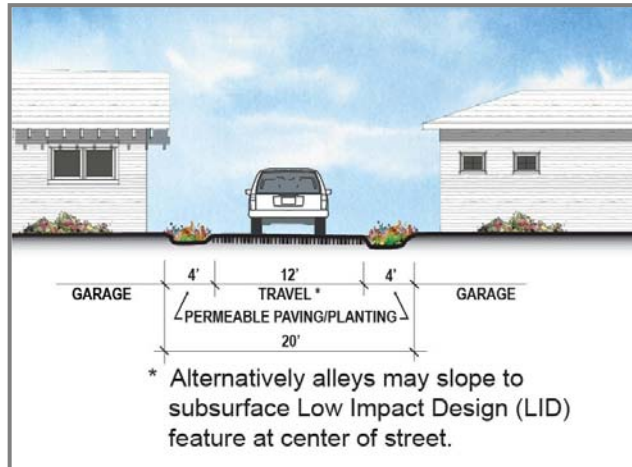 4' 12' 4'
GARAGE TRAVEL * GARAGE
PERMEABLE PAVING/PLANTING
20'
* Alternatively alleys may slope to
subsurface Low Impact Design (LID)
feature at center of street.